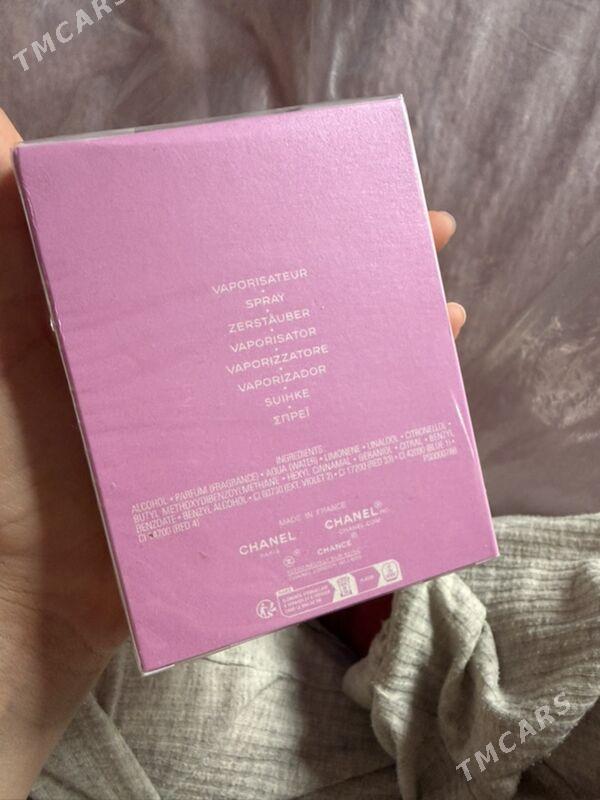 TMCARS
VAPORISATEUR
SPRAY
ZERSTÄUBER
VAPORISATOR
VAPORIZZATORE
VAPORIZADOR
SUIHKE
ΣΠΡΕΪ
INGREDIENTS
ALCOHOL • PARFUM (FRAGRANCE) • AQUA (WATER) • LIMONENE • LINALOOL • CITRONELLOL •
BUTYL METHOXYDIBENZOYLMETHANE • HEXYL CINNAMAL • GERANIOL • CITRAL • BENZYL
BENZOATE • BENZYL ALCOHOL • CI 60730 (EXT. VIOLET 2) • CI 17200 (RED 33) • CI 42090 (BLUE 1) •
CI 14700 (RED 4)
MADE IN FRANCE
CHANEL CHANEL
PARIS CHANEL.COM
CHANCE
TMCARS